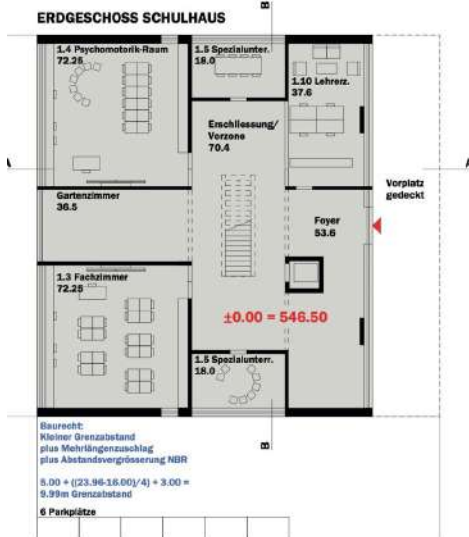 ERDGESCHOSS SCHULHAUS
B
1.4 Psychomotorik-Raum
72.25
1.5 Spezialunter.
18.0
1.10 Lehrerz.
37.6
Erschliessung/
Vorzone
70.4
A
A
Vorplatz
gedeckt
Gartenzimmer
36.5
Foyer
53.6
1.3 Fachzimmer
72.25
±0.00 = 546.50
1.5 Spezialunterr.
18.0
B
Baurecht:
Kleiner Grenzabstand
plus Mehrlängenzuschlag
plus Abstandsvergrösserung NBR
5.00 + ((23.96-16.00)/4) + 3.00 =
9.99m Grenzabstand
6 Parkplätze